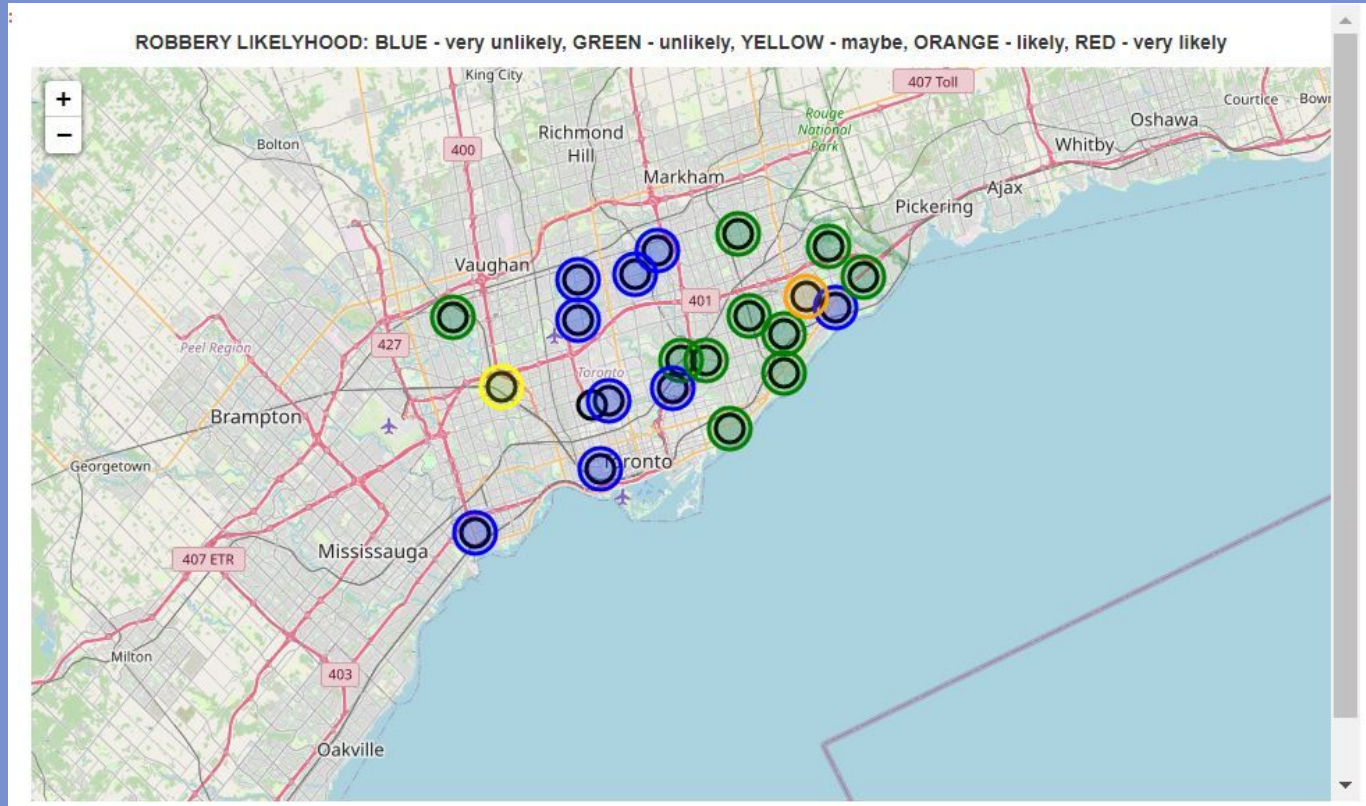 :
ROBBERY LIKELYHOOD: BLUE - very unlikely, GREEN - unlikely, YELLOW - maybe, ORANGE - likely, RED - very likely
+
−
King City
407 Toll
Courtice
Bowr
Bolton
400
Richmond
Hill
Rouge
National
Park
Oshawa
Whitby
Markham
Ajax
Pickering
Vaughan
401
427
Peel Region
Toronto
Brampton
Georgetown
Toronto
Mississauga
407 ETR
Milton
403
Oakville